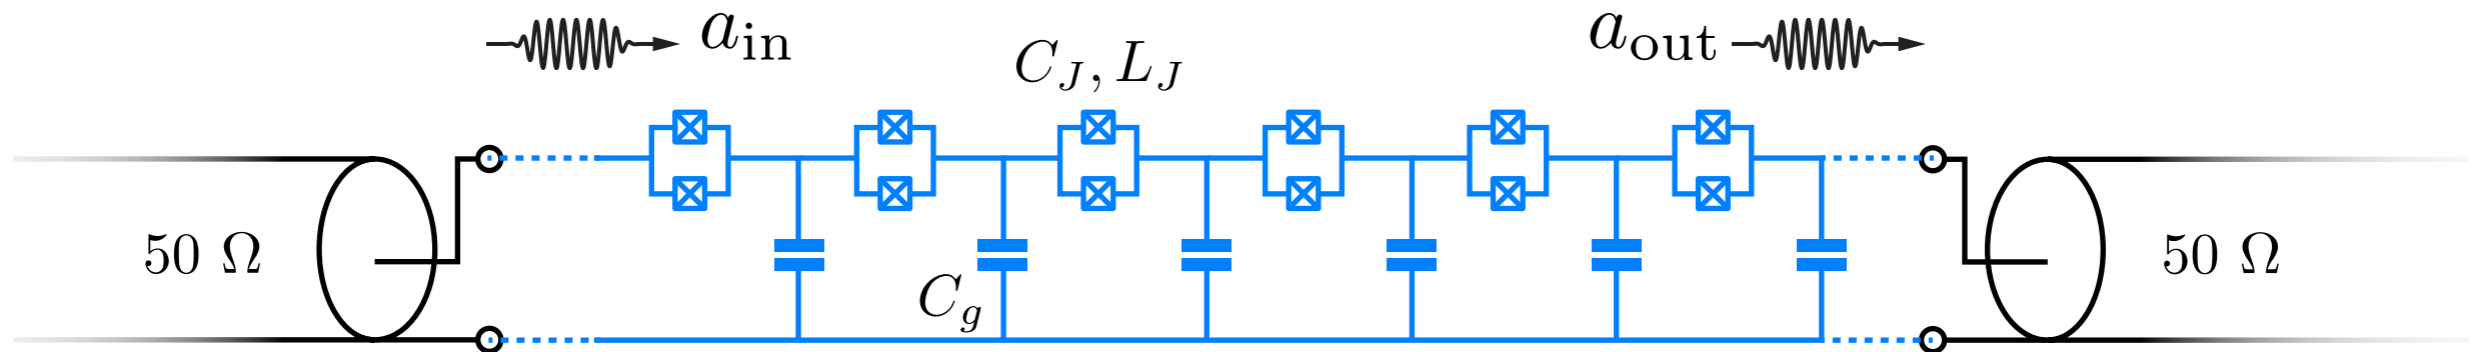 a_in
C_J, L_J
a_out
50 Ω
C_g
50 Ω